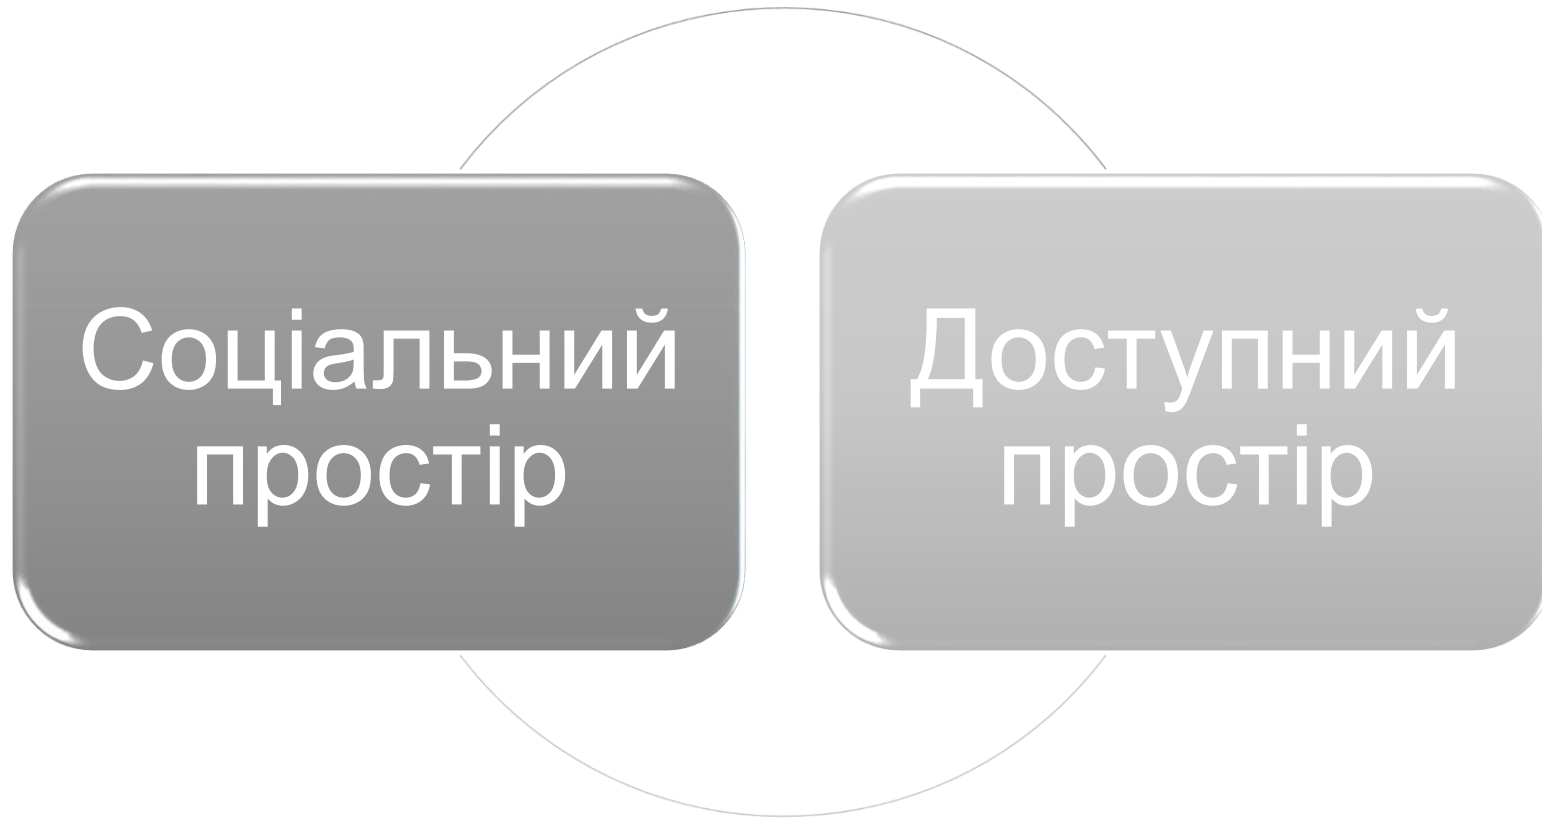 Соціальний
простір
Доступний
простір